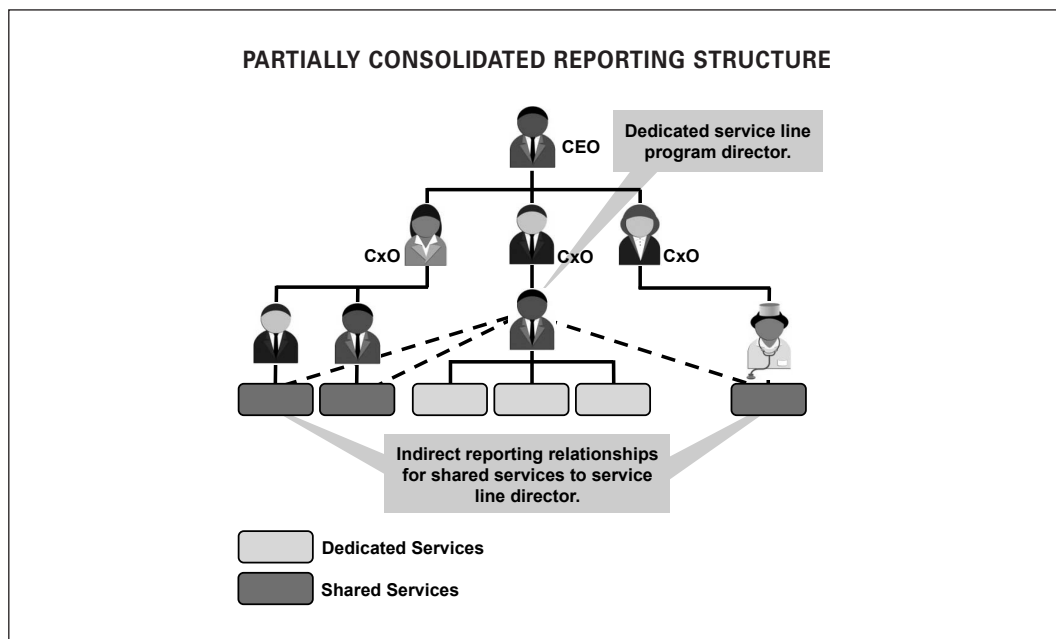 PARTIALLY CONSOLIDATED REPORTING STRUCTURE
CEO
Dedicated service line
program director.
CxO
CxO
CxO
Indirect reporting relationships
for shared services to service
line director.
Dedicated Services
Shared Services